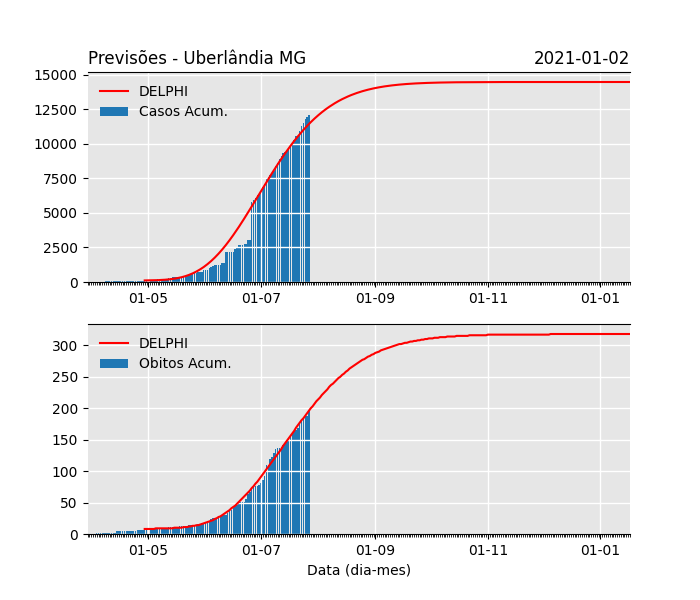 Previsões - Uberlândia MG 2021-01-02
15000
12500
10000
7500
5000
2500
0
DELPHI
Casos Acum.
01-05 01-07 01-09 01-11 01-01
300
250
200
150
100
50
0
DELPHI
Obitos Acum.
01-05 01-07 01-09 01-11 01-01
Data (dia-mes)